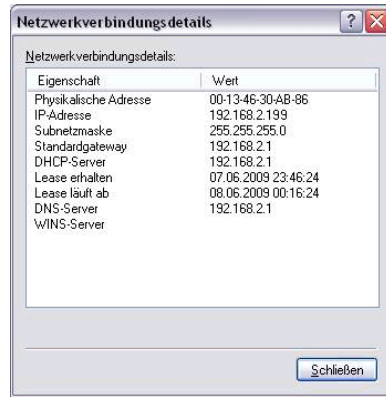 Netzwerkverbindungsdetails
Netzwerkverbindungsdetails:
Eigenschaft Wert
Physikalische Adresse 00-13-46-30-AB-86
IP-Adresse 192.168.2.199
Subnetzmaske 255.255.255.0
Standardgateway 192.168.2.1
DHCP-Server 192.168.2.1
Lease erhalten 07.06.2009 23:46:24
Lease läuft ab 08.06.2009 00:16:24
DNS-Server 192.168.2.1
WINS-Server
Schließen